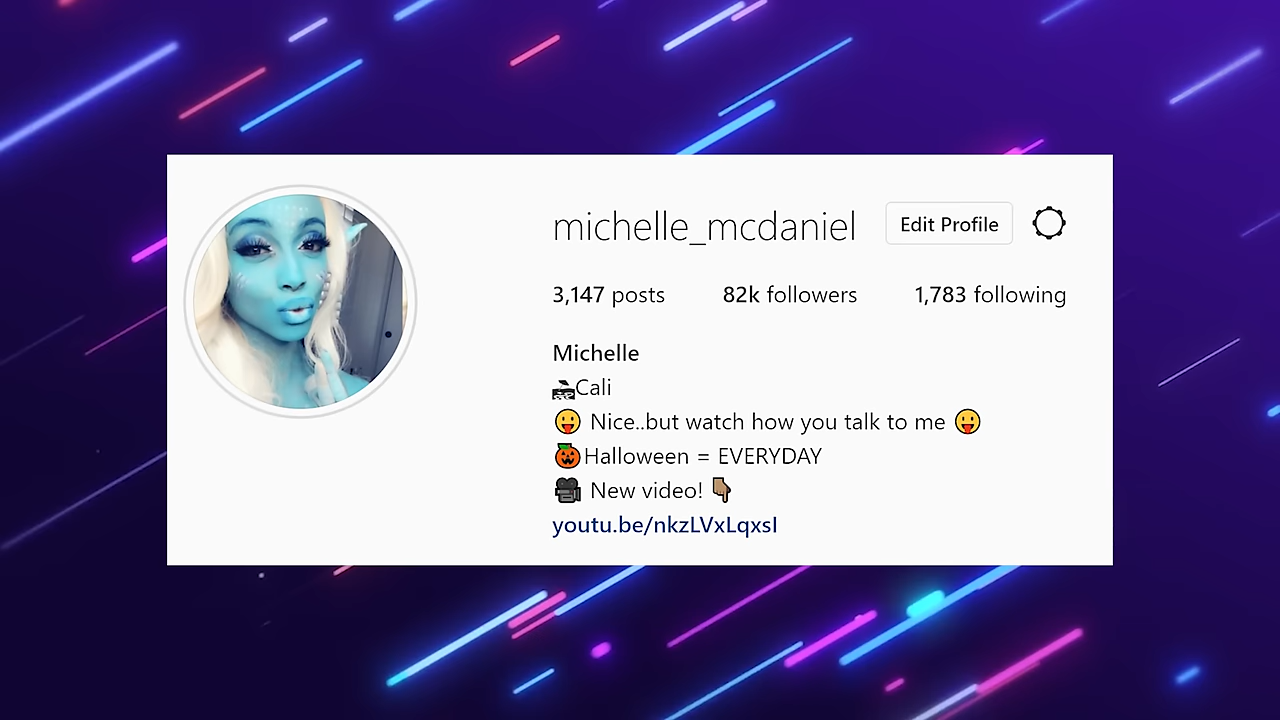 michelle_mcdaniel Edit Profile
3,147 posts 82k followers 1,783 following
Michelle
🏝Cali
😛 Nice..but watch how you talk to me 😛
🎃Halloween = EVERYDAY
🎥 New video! 👇🏽
youtu.be/nkzLVxLqxsI